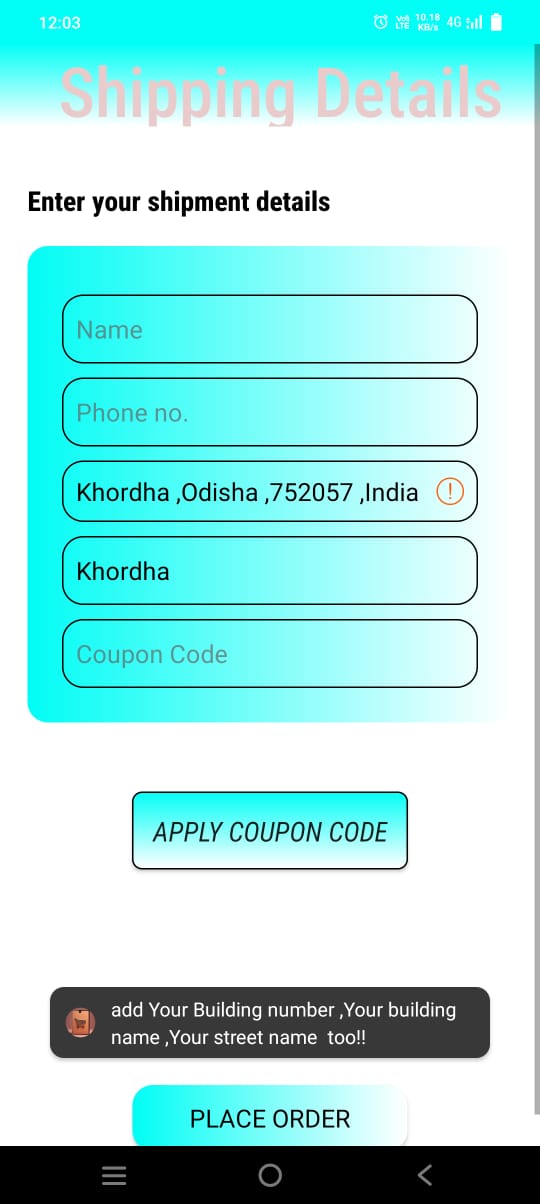 12:03
Vo) LTE 10.18 KB/s 4G
Shipping Details
Enter your shipment details
Name
Phone no.
Khordha ,Odisha ,752057 ,India
Khordha
Coupon Code
APPLY COUPON CODE
add Your Building number ,Your building
name ,Your street name too!!
PLACE ORDER